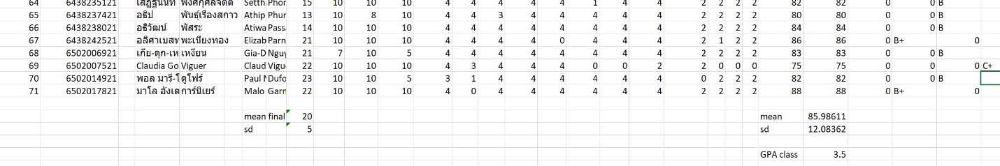 64 6438235121 เสฏฐนันท์ พงศ์กุศลจิตต์ Setth Phor 15 10 10 10 4 4 4 4 4 1 4 4 2 2 2 2 82 82 0 0 B
65 6438237421 อธิป พันธุ์เรืองสกาว Athip Phur 13 10 8 10 4 4 3 4 4 4 4 4 2 2 2 2 80 80 0 0 B
66 6438238021 อธิวัฒน์ พัสระ Atiwa Pass 14 10 10 10 4 4 4 4 4 4 4 4 2 2 2 2 84 84 0 0 B
67 6438242521 อลิศาเบสท พะเนียงทอง Elizab Parn 21 10 10 10 4 4 4 4 0 4 4 4 2 1 2 2 86 86 0 B+ 0
68 6502006921 เกีย-ดุก-เห เหงียน Gia-D Nguy 21 7 10 5 4 4 4 4 4 4 4 4 2 2 2 2 83 83 0 0 B
69 6502007521 Claudia Go Viguer Claud Vigu 22 10 10 10 4 3 4 4 4 0 0 2 2 0 0 0 75 75 0 0 0 C+
70 6502014921 พอล มารี-โ ดูโฟร์ Paul Dufo 23 10 10 5 3 1 4 4 4 4 4 4 0 2 2 2 82 82 0 0 B
71 6502017821 มาโล อังเด การ์นิเยร์ Malo Garn 22 10 10 10 4 0 4 4 4 4 4 4 2 2 2 2 88 88 0 B+ 0
mean final 20 mean 85.98611
sd 5 sd 12.08362
GPA class 3.5